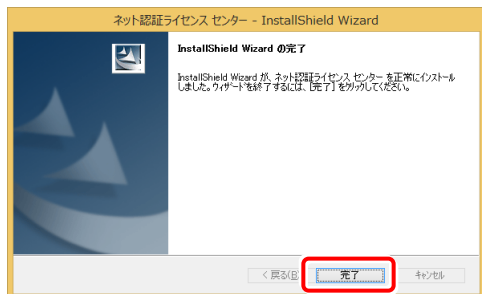 ネット認証ライセンス センター - InstallShield Wizard
InstallShield Wizard の完了
InstallShield Wizard が、ネット認証ライセンス センター を正常にインストール
しました。ウィザードを終了するには、[完了] をクリックしてください。
< 戻る(B)
完了
キャンセル